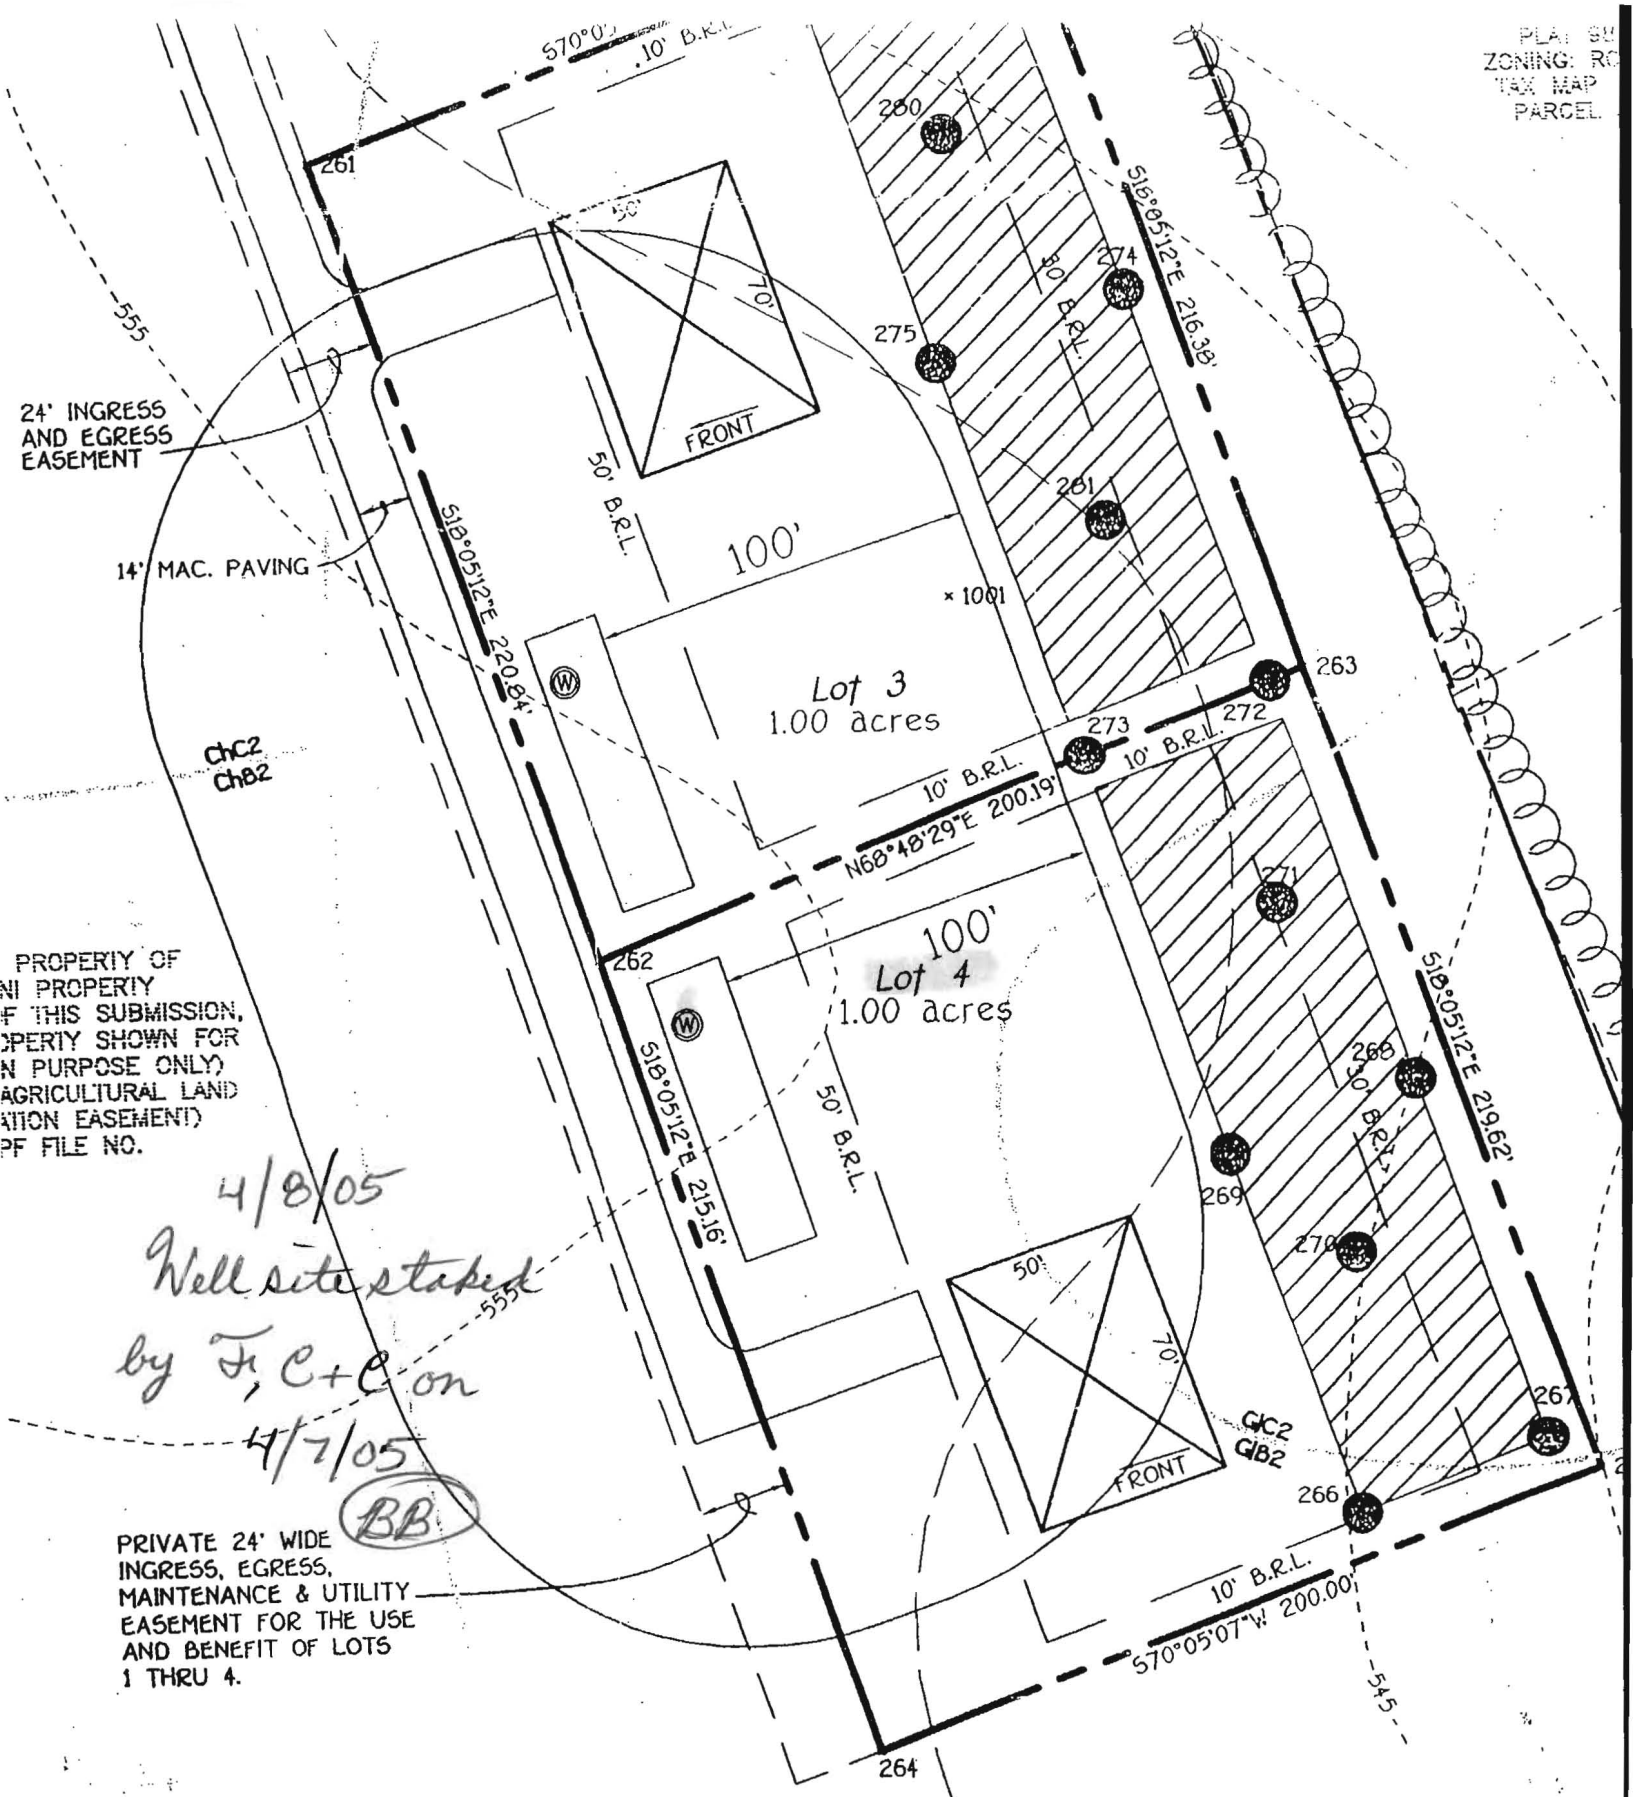 10' B.R.L.
ZONING:
TAX MAP
PARCEL
261
280
50'
70'
FRONT
S18°05'12"E 216.38'
274
30' B.R.L.
275
555
24' INGRESS
AND EGRESS
EASEMENT
14' MAC. PAVING
50' B.R.L.
S18°05'12"E 220.84'
100'
281
× 1001
W
Lot 3
1.00 acres
263
272
273
10' B.R.L.
10' B.R.L.
N68°48'29"E 200.19'
ChC2
ChB2
262
100'
Lot 4
1.00 acres
271
PROPERTY OF
NI PROPERTY
F THIS SUBMISSION,
OPERTY SHOWN FOR
N PURPOSE ONLY)
AGRICULTURAL LAND
ATION EASEMENT)
PF FILE NO.
W
S18°05'12"E 215.16'
50' B.R.L.
268
30' B.R.L.
S18°05'12"E 219.62'
269
270
4/8/05
Well site staked
by F, C+C on
4/7/05
BB
555
50'
70'
FRONT
GlC2
GlB2
267
266
PRIVATE 24' WIDE
INGRESS, EGRESS,
MAINTENANCE & UTILITY
EASEMENT FOR THE USE
AND BENEFIT OF LOTS
1 THRU 4.
10' B.R.L.
S70°05'07"W 200.00'
545
264